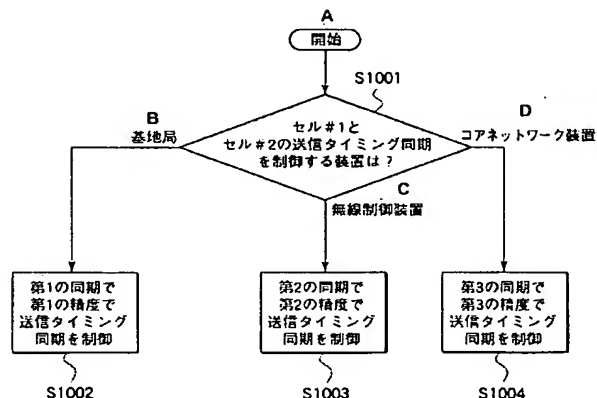 A
開始
S1001
B
基地局
セル#1と
セル#2の送信タイミング同期
を制御する装置は?
D
コアネットワーク装置
C
無線制御装置
第1の同期で
第1の精度で
送信タイミング
同期を制御
第2の同期で
第2の精度で
送信タイミング
同期を制御
第3の同期で
第3の精度で
送信タイミング
同期を制御
S1002
S1003
S1004